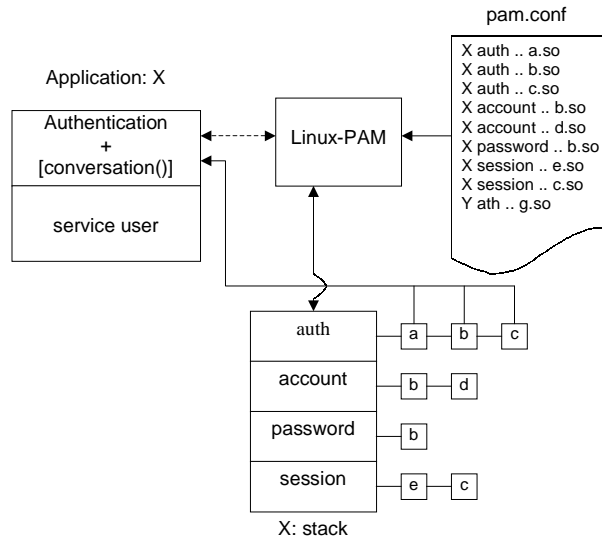 pam.conf
X auth .. a.so
X auth .. b.so
X auth .. c.so
X account .. b.so
X account .. d.so
X password .. b.so
X session .. e.so
X session .. c.so
Y ath .. g.so
Application: X
Authentication
+
[conversation()]
service user
Linux-PAM
auth
a
b
c
account
b
d
password
b
session
e
c
X: stack